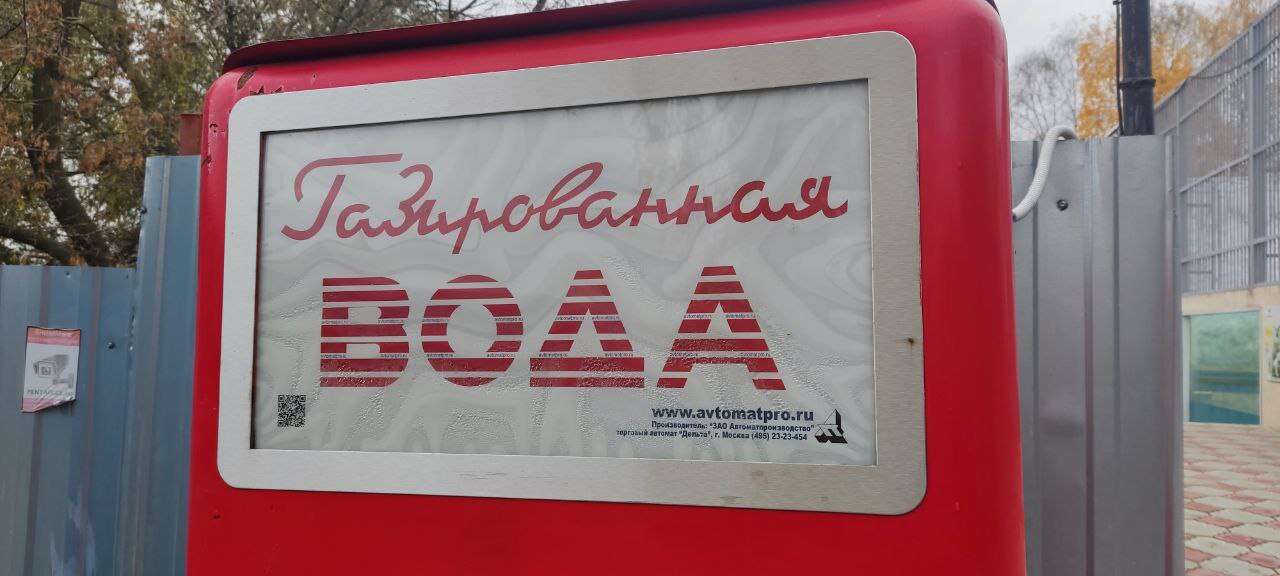 Газированная
ВОДА
www.avtomatpro.ru
Производитель: "ЗАО Автоматпроизводство"
торговый автомат "Дельта", г. Москва (495) 23-23-454